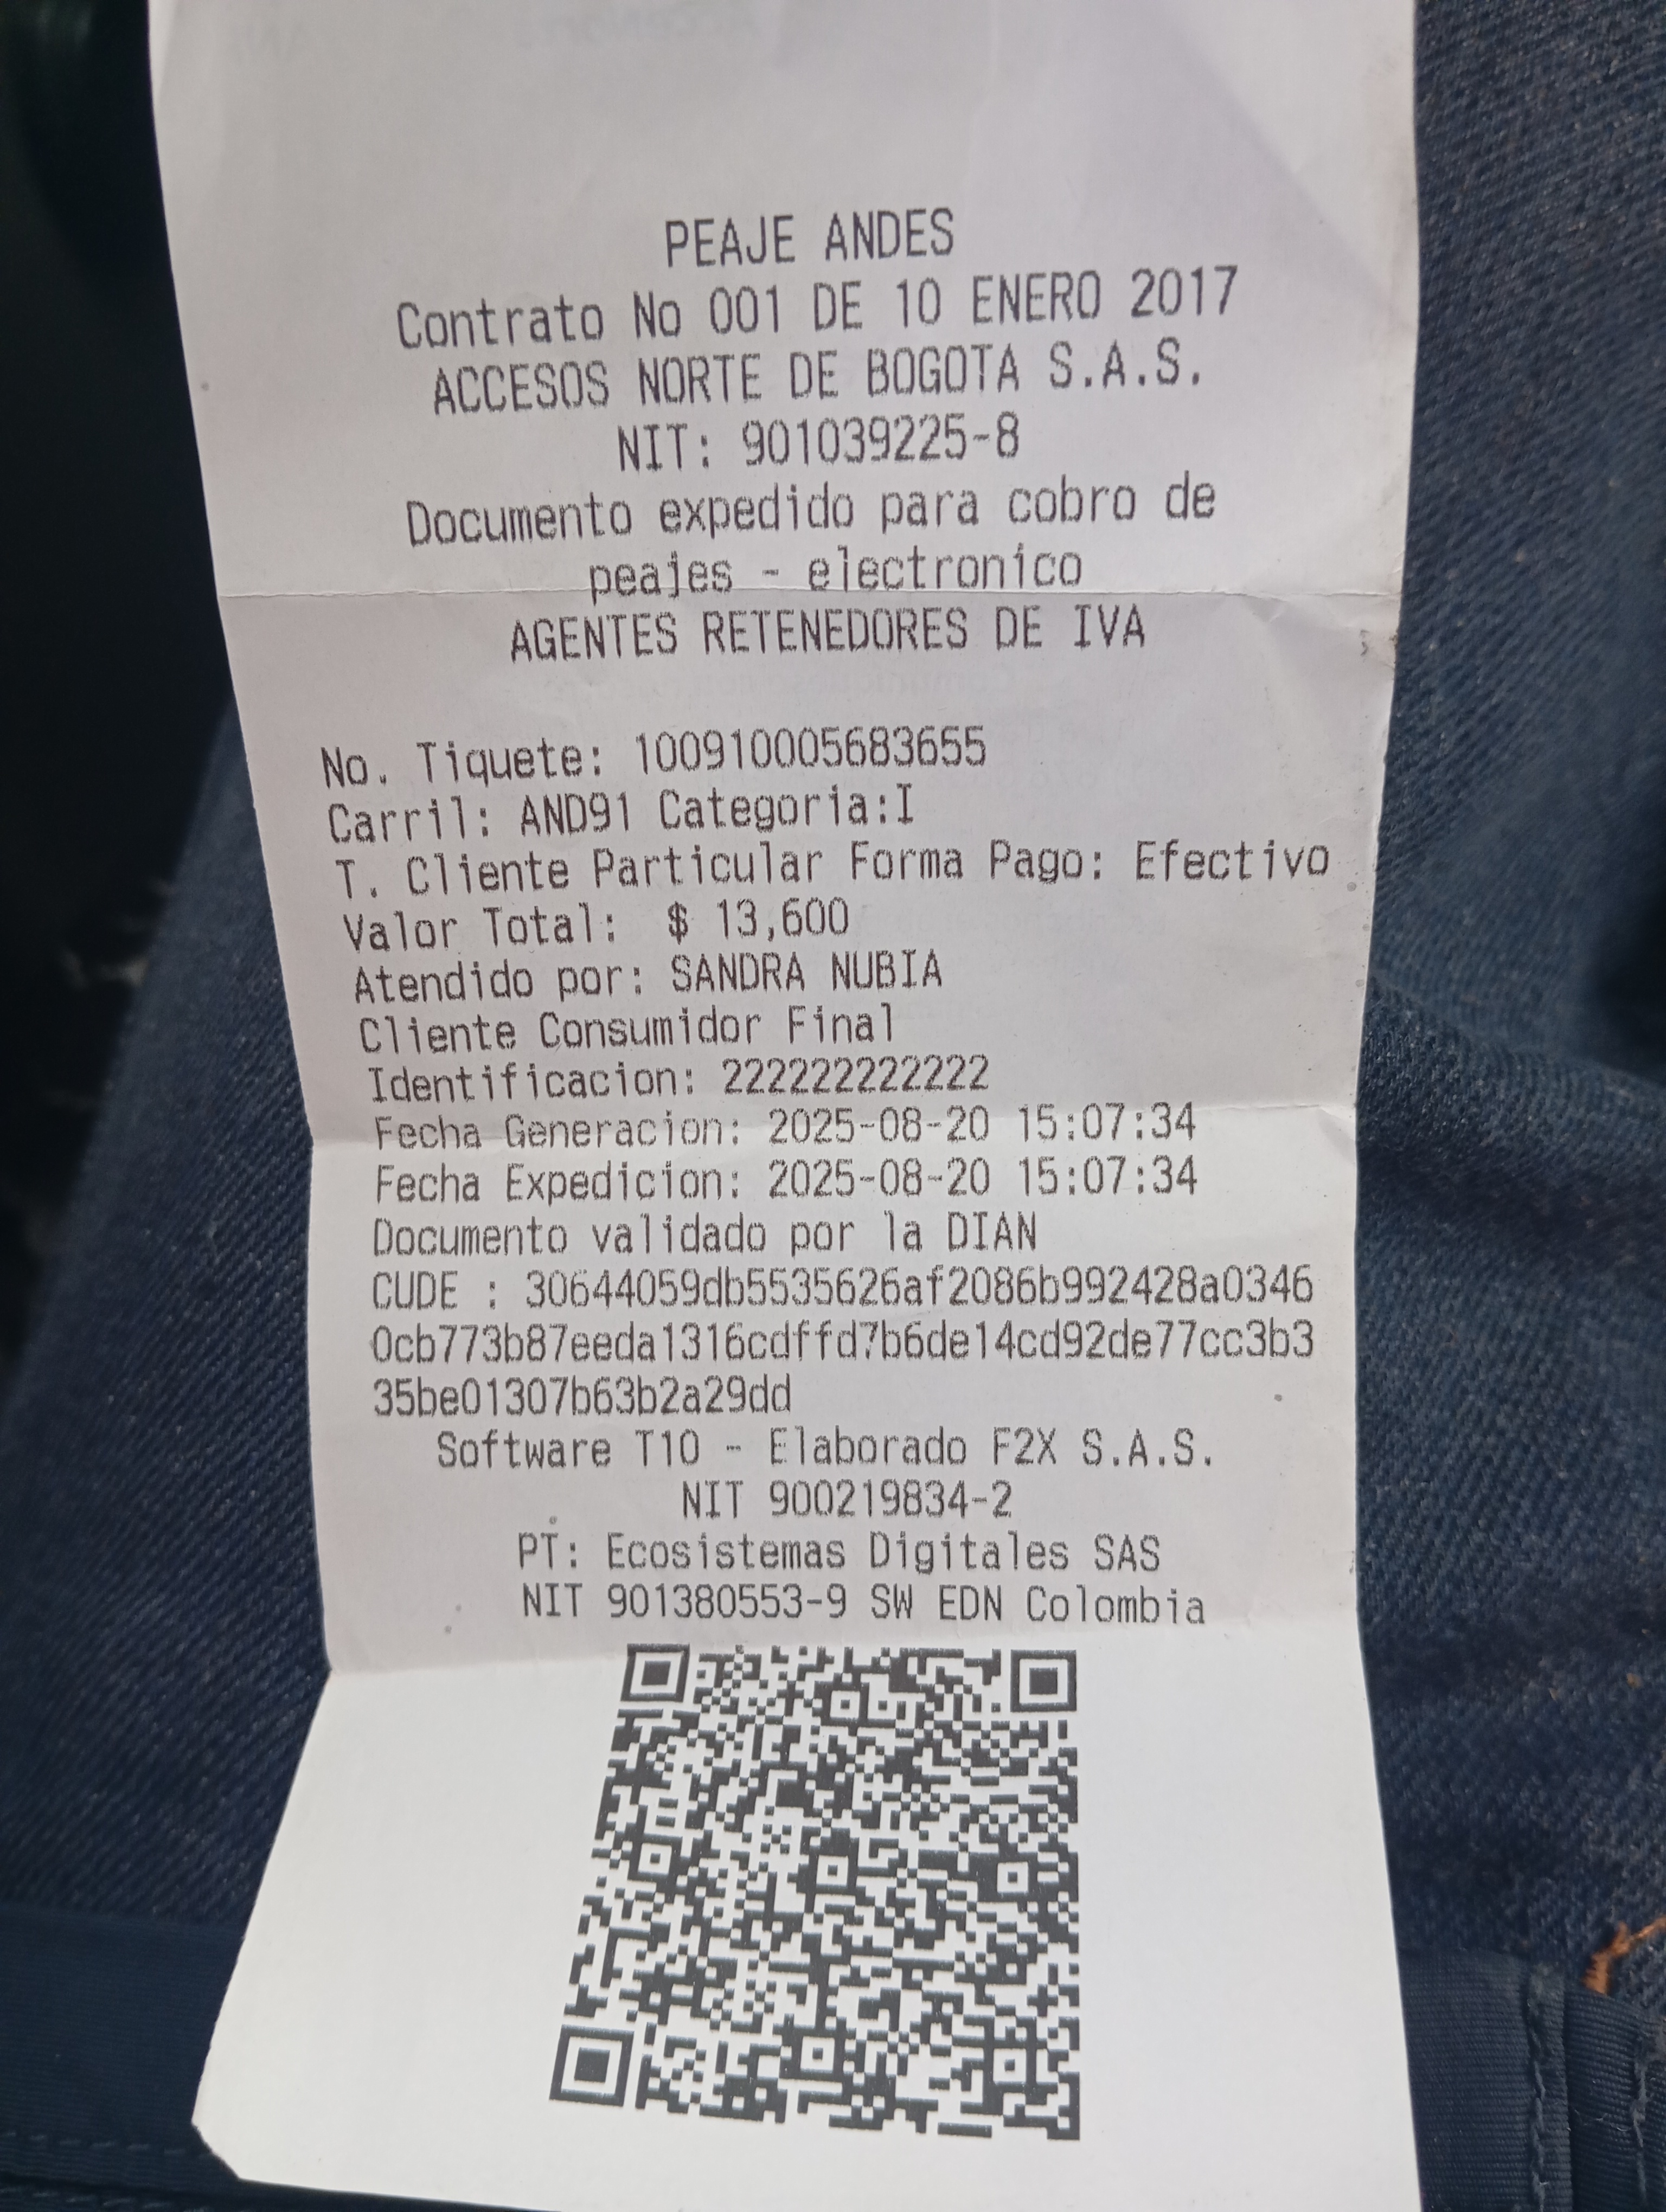 PEAJE ANDES
Contrato No 001 DE 10 ENERO 2017
ACCESOS NORTE DE BOGOTA S.A.S.
NIT: 901039225-8
Documento expedido para cobro de
peajes - electronico
AGENTES RETENEDORES DE IVA
No. Tiquete: 100910005683655
Carril: AND91 Categoria:I
T. Cliente Particular Forma Pago: Efectivo
Valor Total: $ 13,600
Atendido por: SANDRA NUBIA
Cliente Consumidor Final
Identificacion: 222222222222
Fecha Generacion: 2025-08-20 15:07:34
Fecha Expedicion: 2025-08-20 15:07:34
Documento validado por la DIAN
CUDE : 30644059db5535626af2086b992428a0346
0cb773b87eeda1316cdffd7b6de14cd92de77cc3b3
35be01307b63b2a29dd
Software T10 - Elaborado F2X S.A.S.
NIT 900219834-2
PT: Ecosistemas Digitales SAS
NIT 901380553-9 SW EDN Colombia